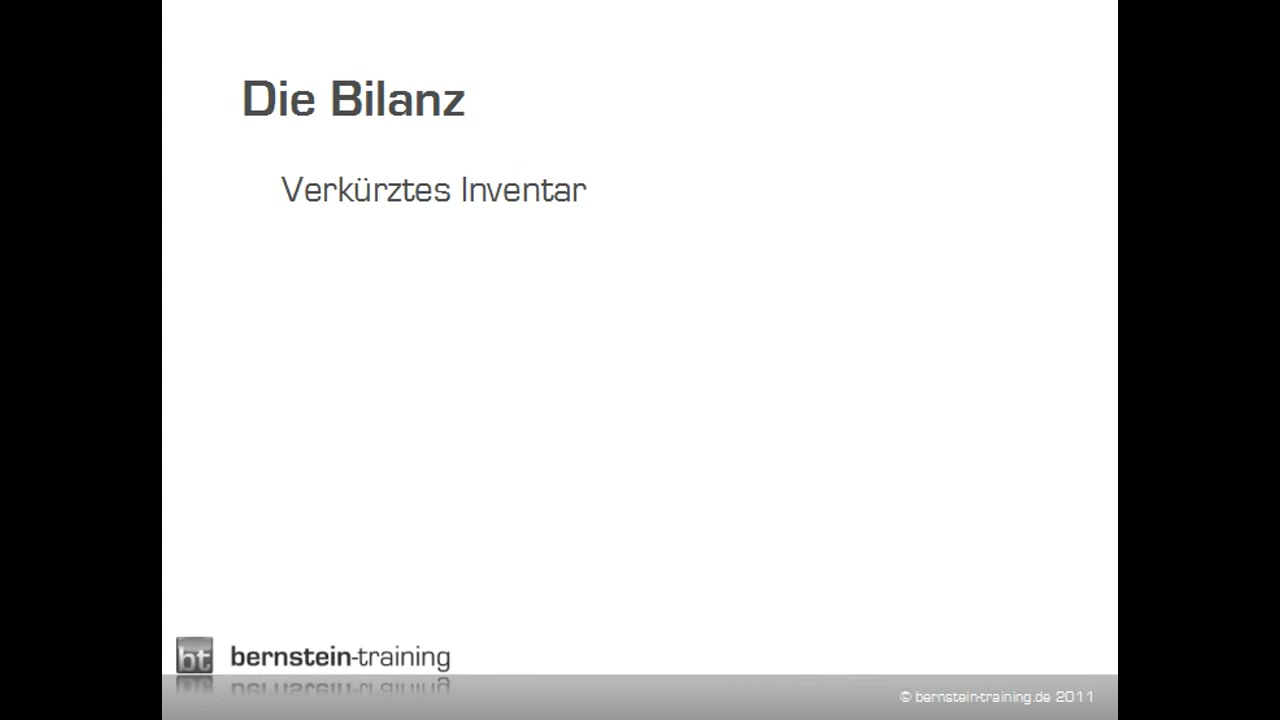 Die Bilanz
Verkürztes Inventar
bt bernstein-training
© bernstein-training.de 2011